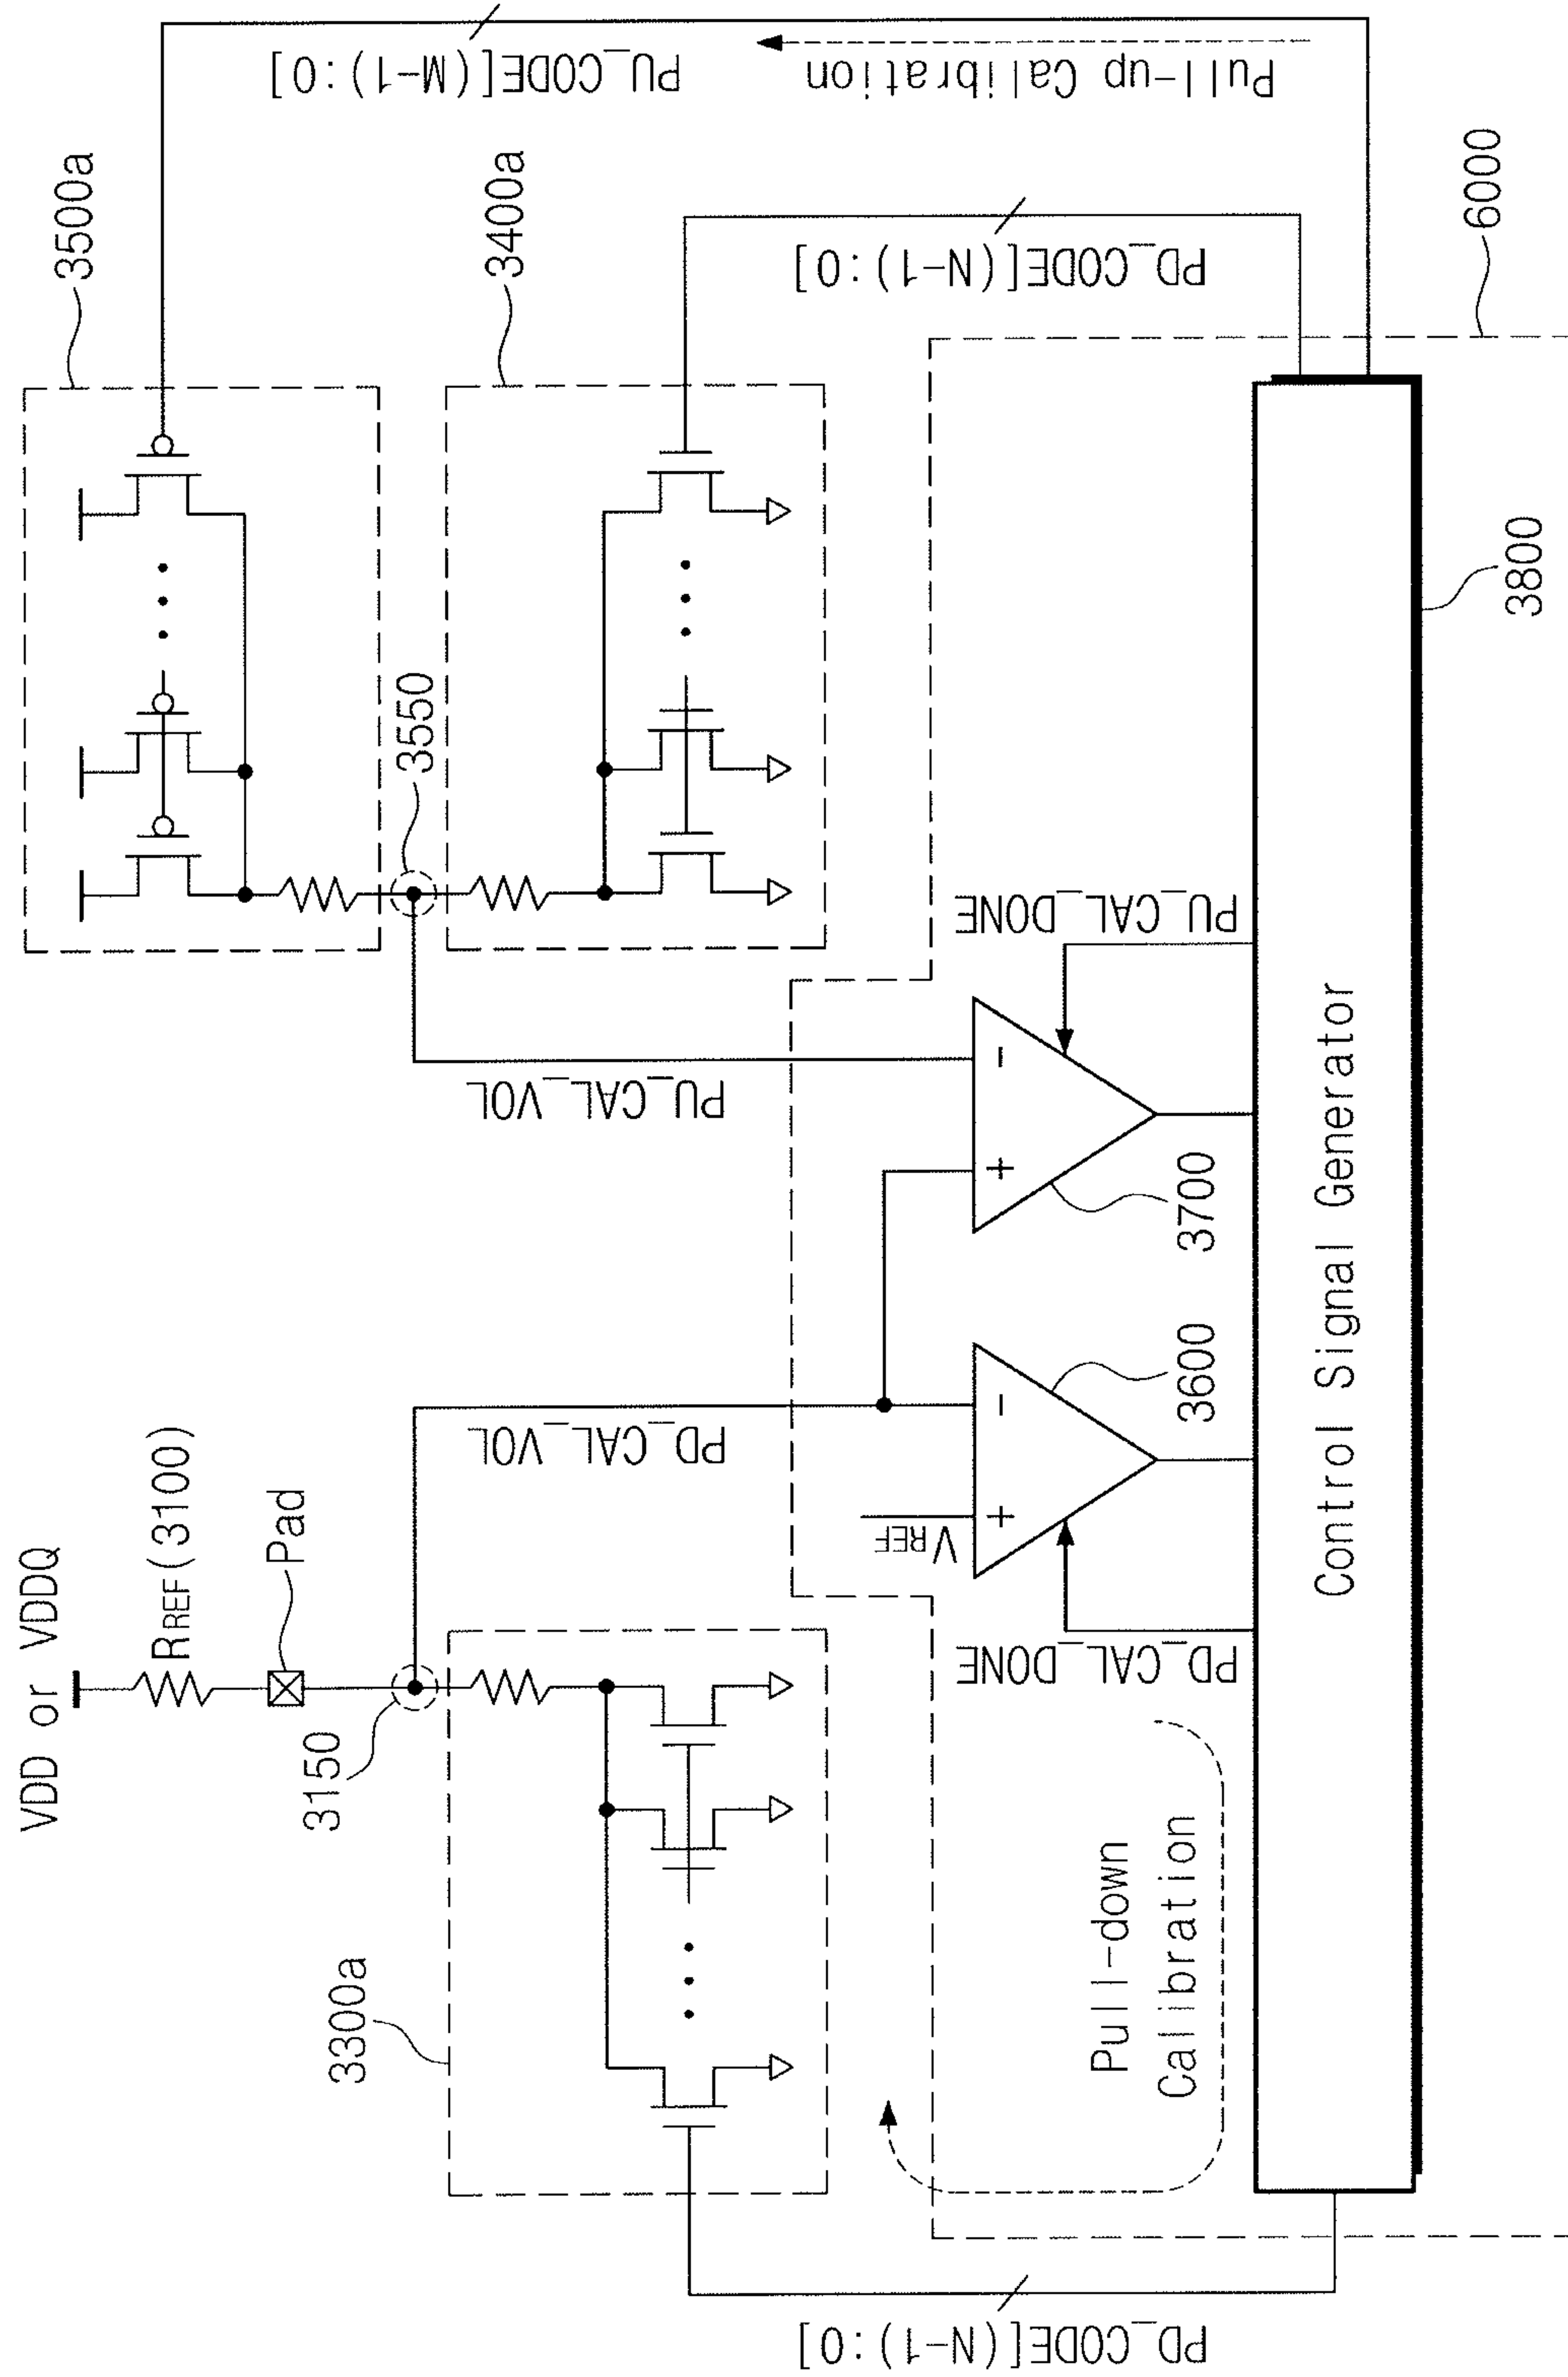 VDD or VDDQ
RREF(3100)
Pad
3150
3300a
3500a
3550
3400a
PU_CODE[(M-1):0]
Pull-up Calibration
PD_CODE[(N-1):0]
PD_CAL_VOL
PU_CAL_VOL
6000
VREF
+
-
3600
+
-
3700
PD_CAL_DONE
PU_CAL_DONE
Pull-down
Calibration
PD_CODE[(N-1):0]
Control Signal Generator
3800